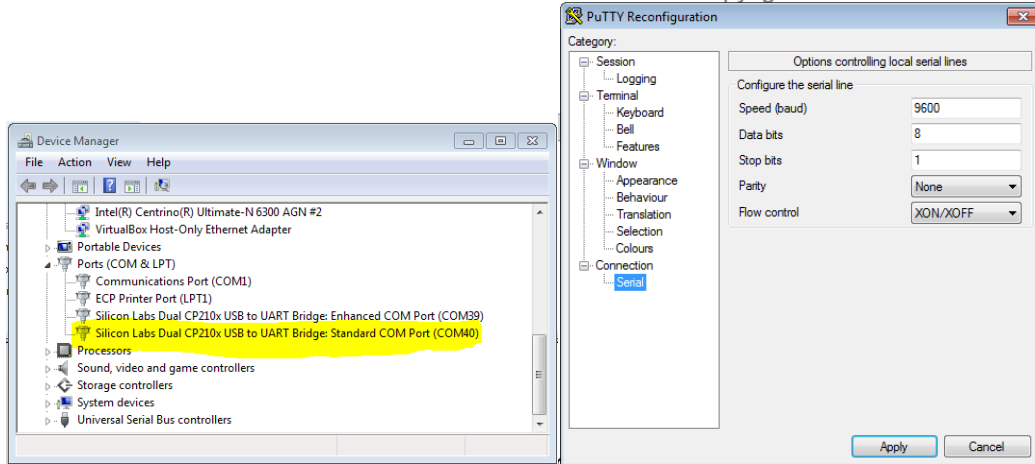 Device Manager
File Action View Help
Intel(R) Centrino(R) Ultimate-N 6300 AGN #2
VirtualBox Host-Only Ethernet Adapter
Portable Devices
Ports (COM & LPT)
Communications Port (COM1)
ECP Printer Port (LPT1)
Silicon Labs Dual CP210x USB to UART Bridge: Enhanced COM Port (COM39)
Silicon Labs Dual CP210x USB to UART Bridge: Standard COM Port (COM40)
Processors
Sound, video and game controllers
Storage controllers
System devices
Universal Serial Bus controllers
PuTTY Reconfiguration
Category:
Session
Logging
Terminal
Keyboard
Bell
Features
Window
Appearance
Behaviour
Translation
Selection
Colours
Connection
Serial
Options controlling local serial lines
Configure the serial line
Speed (baud) 9600
Data bits 8
Stop bits 1
Parity None
Flow control XON/XOFF
Apply Cancel